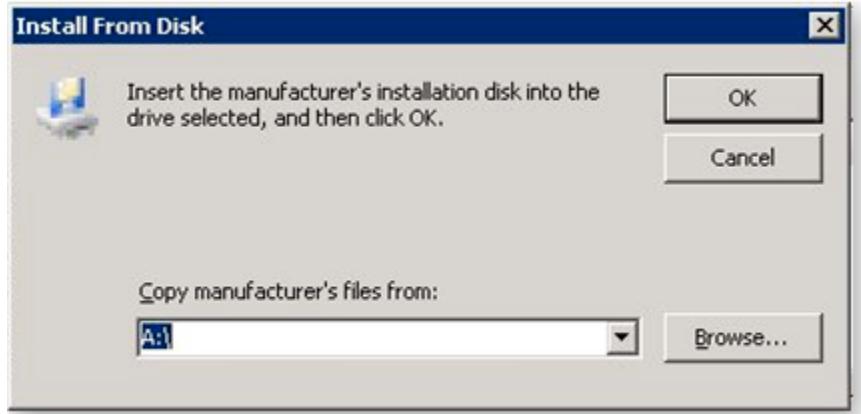 Install From Disk
Insert the manufacturer's installation disk into the
drive selected, and then click OK.
OK
Cancel
Copy manufacturer's files from:
A:\
Browse...